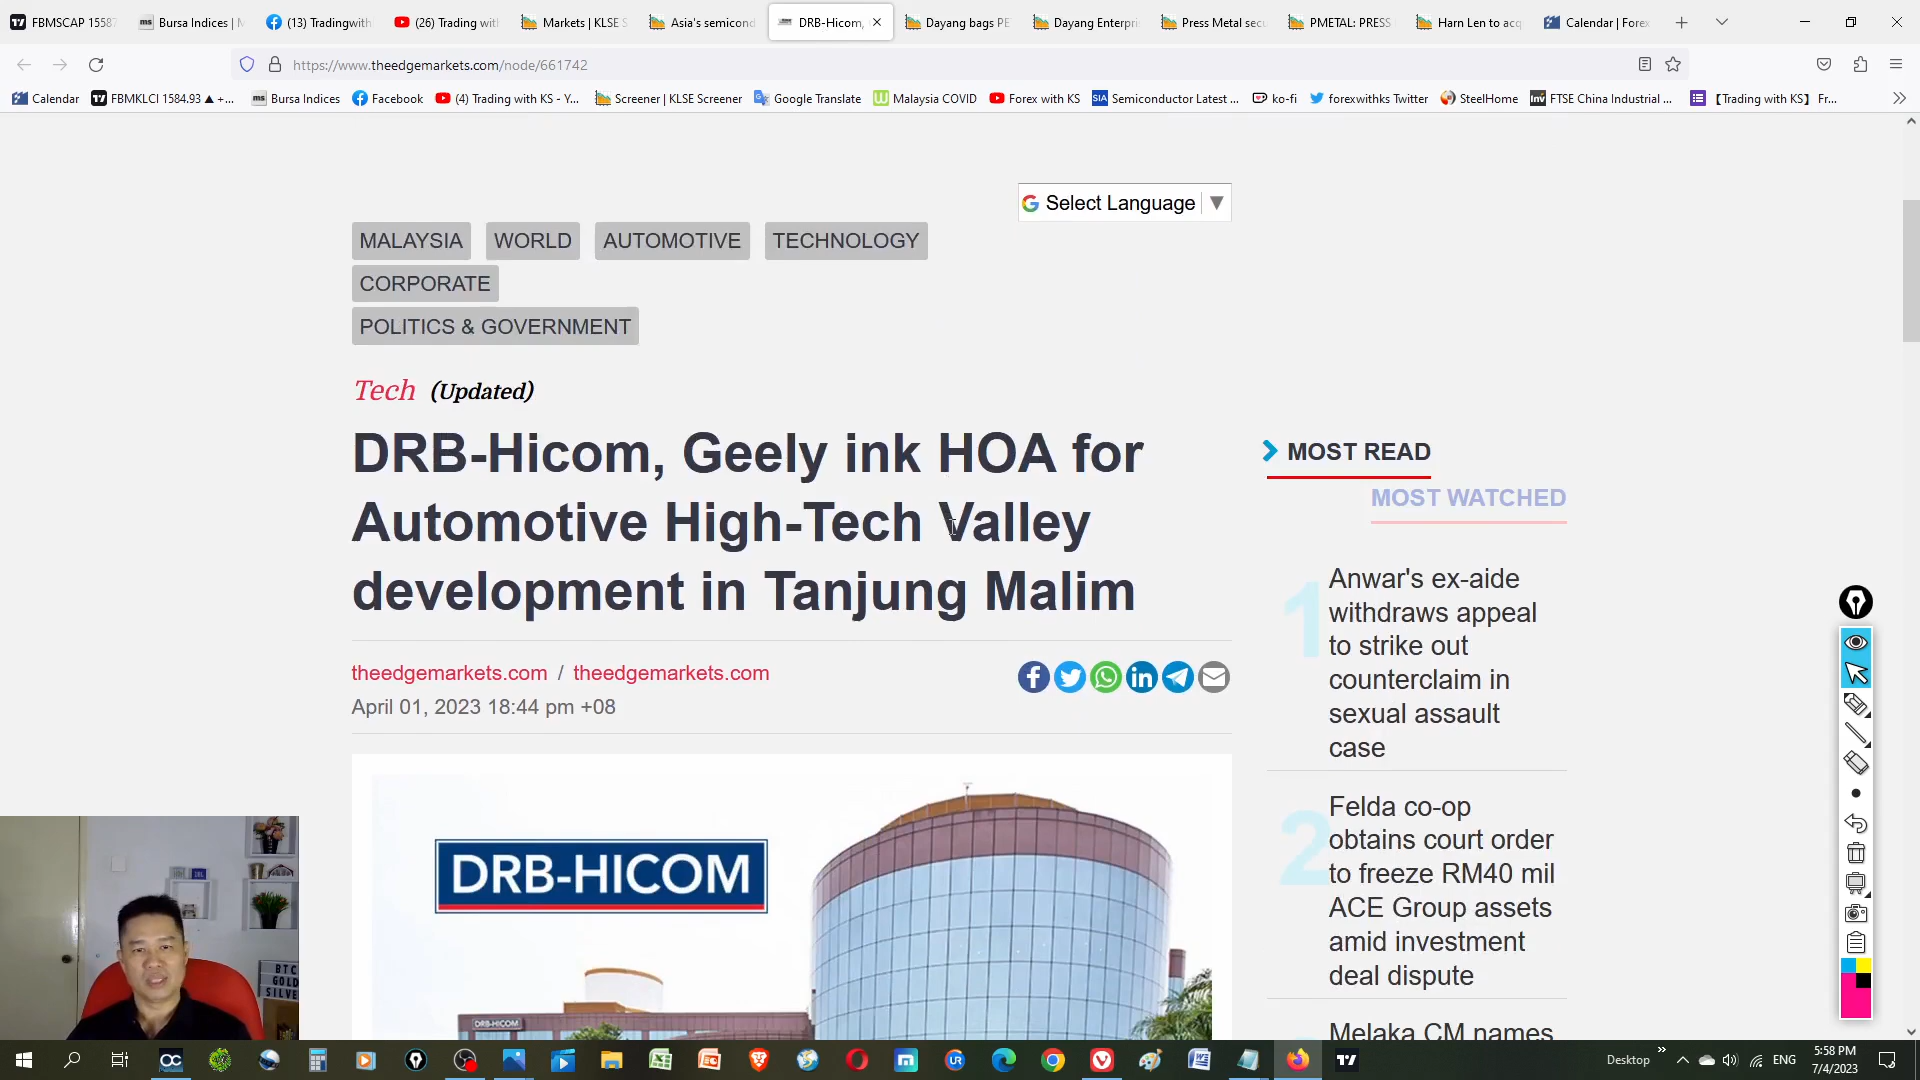 FBMSCAP 15587
Bursa Indices | M
(13) Tradingwith
(26) Trading with
Markets | KLSE S
Asia's semicond
DRB-Hicom,
Dayang bags PE
Dayang Enterpri
Press Metal secu
PMETAL: PRESS
Harn Len to acq
Calendar | Forex
https://www.theedgemarkets.com/node/661742
Calendar
FBMKLCI 1584.93 ▲ +...
Bursa Indices
Facebook
(4) Trading with KS - Y...
Screener | KLSE Screener
Google Translate
Malaysia COVID
Forex with KS
Semiconductor Latest ...
ko-fi
forexwithks Twitter
SteelHome
FTSE China Industrial ...
【Trading with KS】 Fr...
Select Language
MALAYSIA
WORLD
AUTOMOTIVE
TECHNOLOGY
CORPORATE
POLITICS & GOVERNMENT
Tech (Updated)
DRB-Hicom, Geely ink HOA for
Automotive High-Tech Valley
development in Tanjung Malim
theedgemarkets.com / theedgemarkets.com
April 01, 2023 18:44 pm +08
MOST READ
MOST WATCHED
1
Anwar's ex-aide
withdraws appeal
to strike out
counterclaim in
sexual assault
case
2
Felda co-op
obtains court order
to freeze RM40 mil
ACE Group assets
amid investment
deal dispute
Melaka CM names
DRB-HICOM
DRB-HICOM
BTC
GOLD
SILVER
Desktop
ENG
5:58 PM
7/4/2023